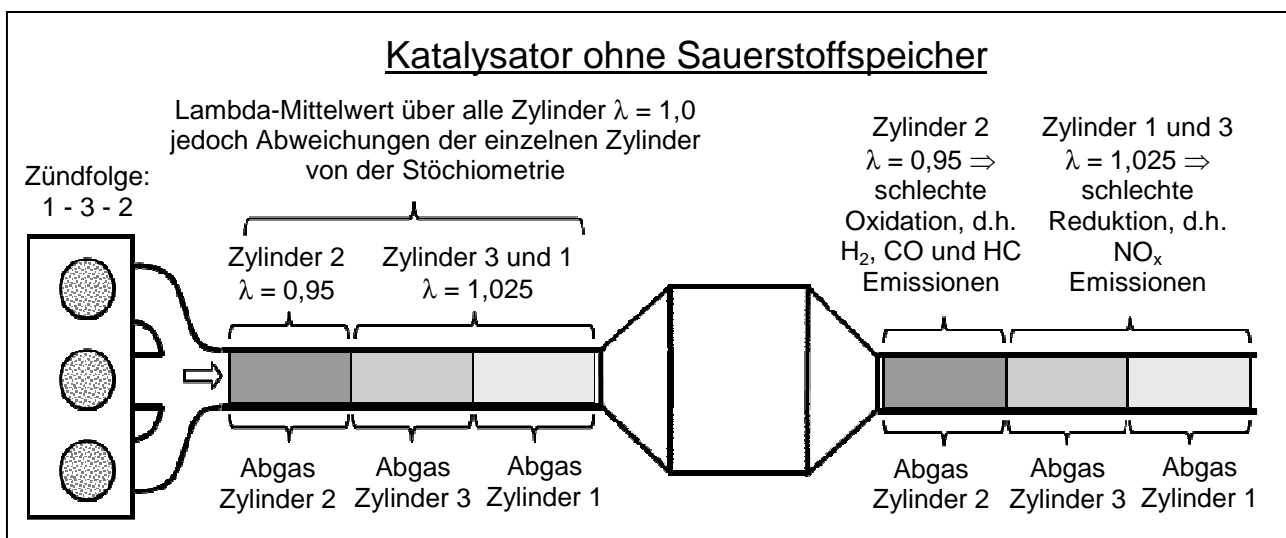 Katalysator ohne Sauerstoffspeicher
Lambda-Mittelwert über alle Zylinder λ = 1,0
jedoch Abweichungen der einzelnen Zylinder
von der Stöchiometrie
Zündfolge:
1 - 3 - 2
Zylinder 2
λ = 0,95
Zylinder 3 und 1
λ = 1,025
Abgas
Zylinder 2
Abgas
Zylinder 3
Abgas
Zylinder 1
Zylinder 2
λ = 0,95 ⇒
schlechte
Oxidation, d.h.
H₂, CO und HC
Emissionen
Zylinder 1 und 3
λ = 1,025 ⇒
schlechte
Reduktion, d.h.
NOₓ
Emissionen
Abgas
Zylinder 2
Abgas
Zylinder 3
Abgas
Zylinder 1